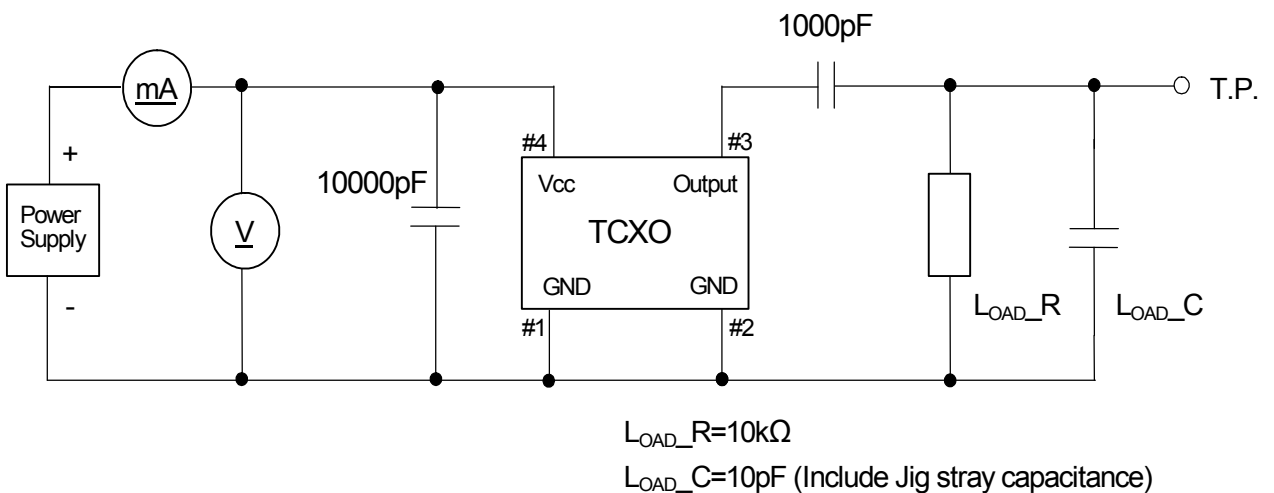 1000pF
mA
T.P.
+
#4
#3
10000pF
Vcc
Output
Power
Supply
V
TCXO
GND
GND
-
#1
#2
LOAD_R
LOAD_C
LOAD_R=10kΩ
LOAD_C=10pF (Include Jig stray capacitance)